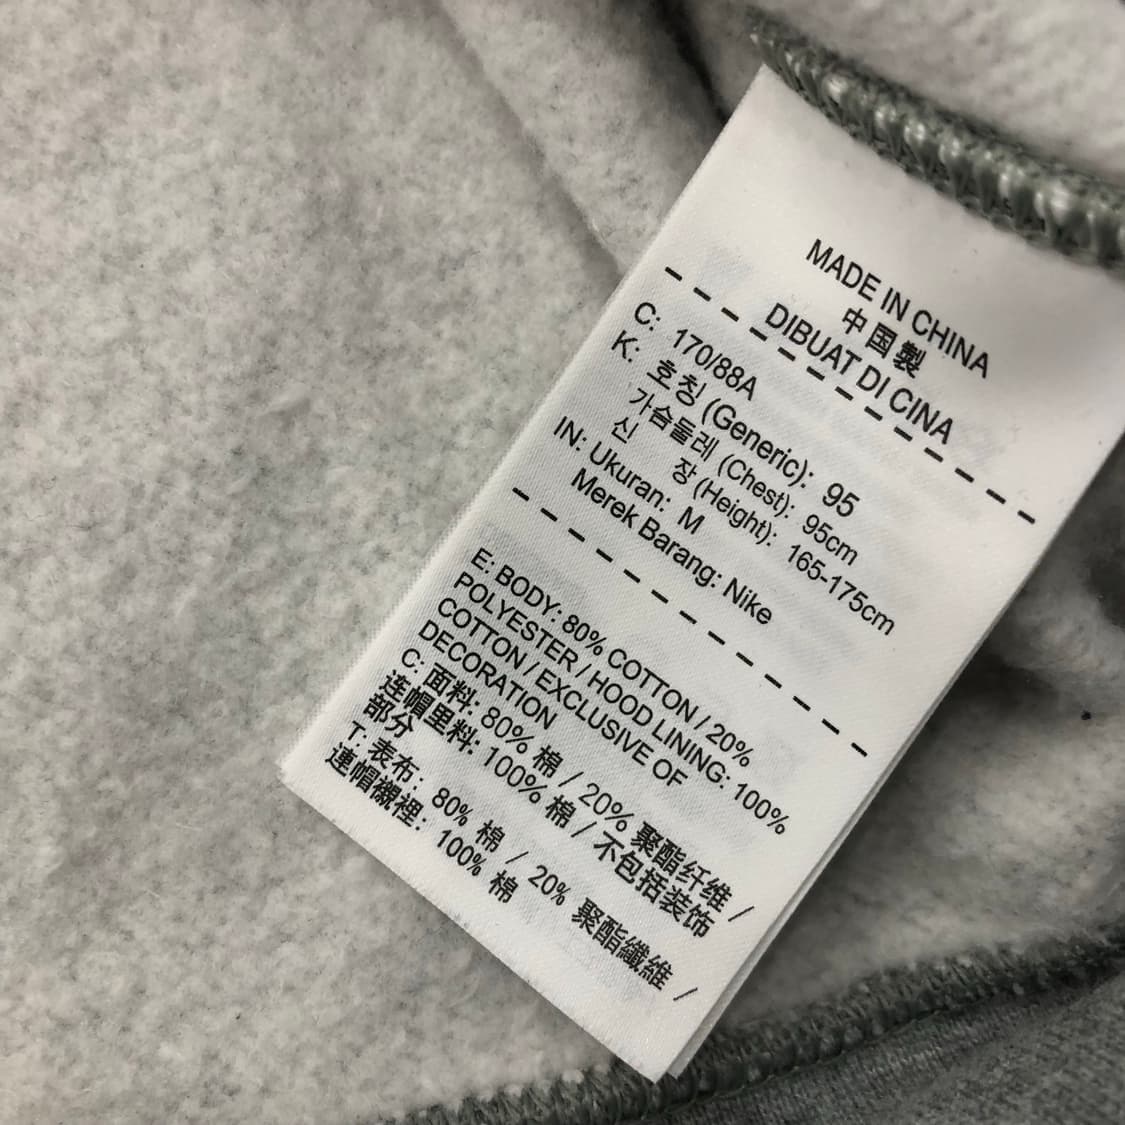 MADE IN CHINA
中国製
DIBUAT DI CINA
C: 170/88A
K: 호칭 (Generic): 95
가슴둘레 (Chest): 95cm
신 장 (Height): 165-175cm
IN: Ukuran: M
Merek Barang: Nike
E: BODY: 80% COTTON / 20%
POLYESTER / HOOD LINING: 100%
COTTON / EXCLUSIVE OF
DECORATION
C: 面料: 80% 棉 / 20% 聚酯纤维 /
连帽里料: 100% 棉 / 不包括装饰
部分
T: 表布: 80% 棉 / 20% 聚酯纖維 /
連帽襯裡: 100% 棉